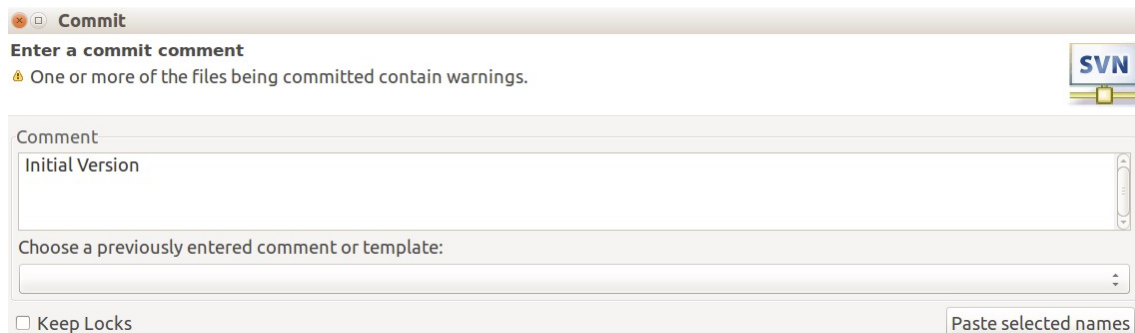 Commit
Enter a commit comment
One or more of the files being committed contain warnings.
SVN
Comment
Initial Version
Choose a previously entered comment or template:
Keep Locks
Paste selected names